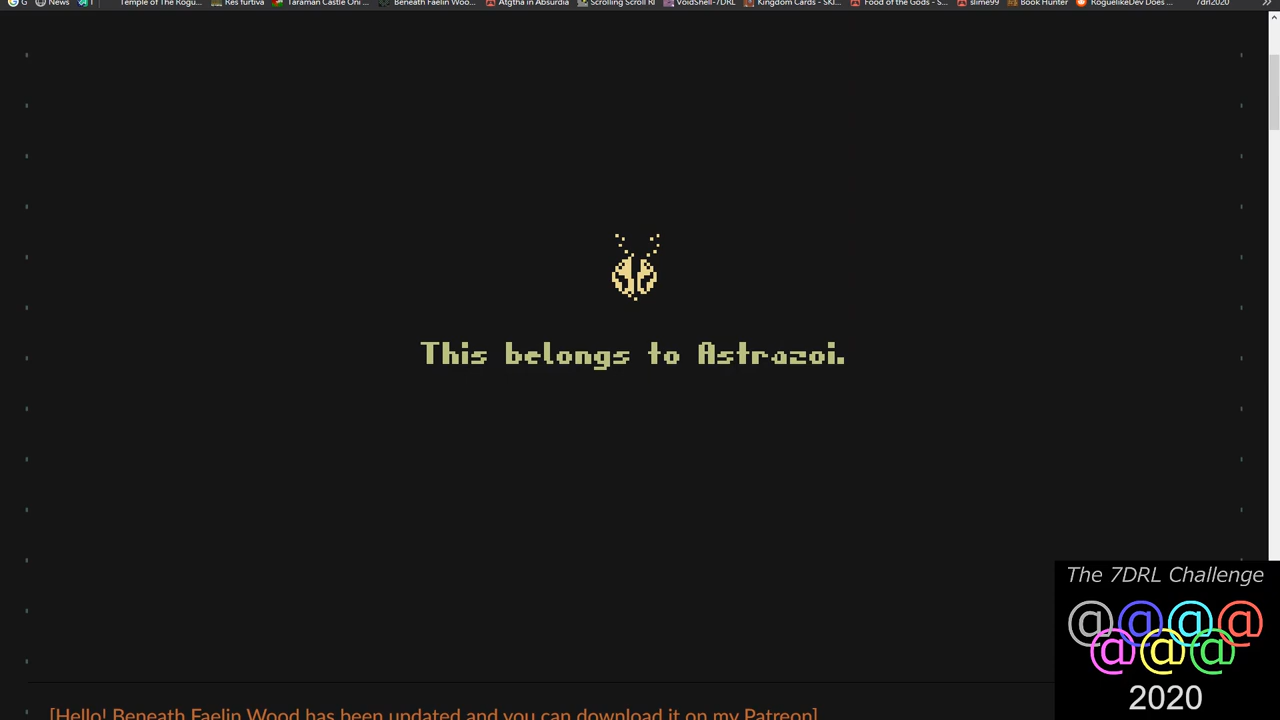 G News T Temple of The Rogu... Res furtiva Taraman Castle Oni ... Beneath Faelin Woo... Atgtha in Absurdia Scrolling Scroll RI VoidShell-7DRL Kingdom Cards - SKI... Food of the Gods - S... slime99 Book Hunter RoguelikeDev Does ... 7drl2020 »
This belongs to Astrazoi.
The 7DRL Challenge
@@@@
@@@
2020
[Hello! Beneath Faelin Wood has been updated and you can download it on my Patreon]